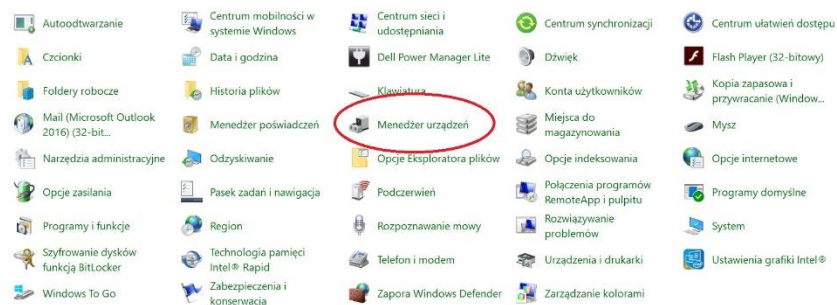 Autoodtwarzanie
Centrum mobilności w
systemie Windows
Centrum sieci i
udostępniania
Centrum synchronizacji
Centrum ułatwień dostępu
Czcionki
Data i godzina
Dell Power Manager Lite
Dźwięk
Flash Player (32-bitowy)
Foldery robocze
Historia plików
Klawiatura
Konta użytkowników
Kopia zapasowa i
przywracanie (Window...
Mail (Microsoft Outlook
2016) (32-bit...
Menedżer poświadczeń
Menedżer urządzeń
Miejsca do
magazynowania
Mysz
Narzędzia administracyjne
Odzyskiwanie
Opcje Eksploratora plików
Opcje indeksowania
Opcje internetowe
Opcje zasilania
Pasek zadań i nawigacja
Podczerwień
Połączenia programów
RemoteApp i pulpitu
Programy domyślne
Programy i funkcje
Region
Rozpoznawanie mowy
Rozwiązywanie
problemów
System
Szyfrowanie dysków
funkcją BitLocker
Technologia pamięci
Intel® Rapid
Telefon i modem
Urządzenia i drukarki
Ustawienia grafiki Intel®
Windows To Go
Zabezpieczenia i
konserwacja
Zapora Windows Defender
Zarządzanie kolorami